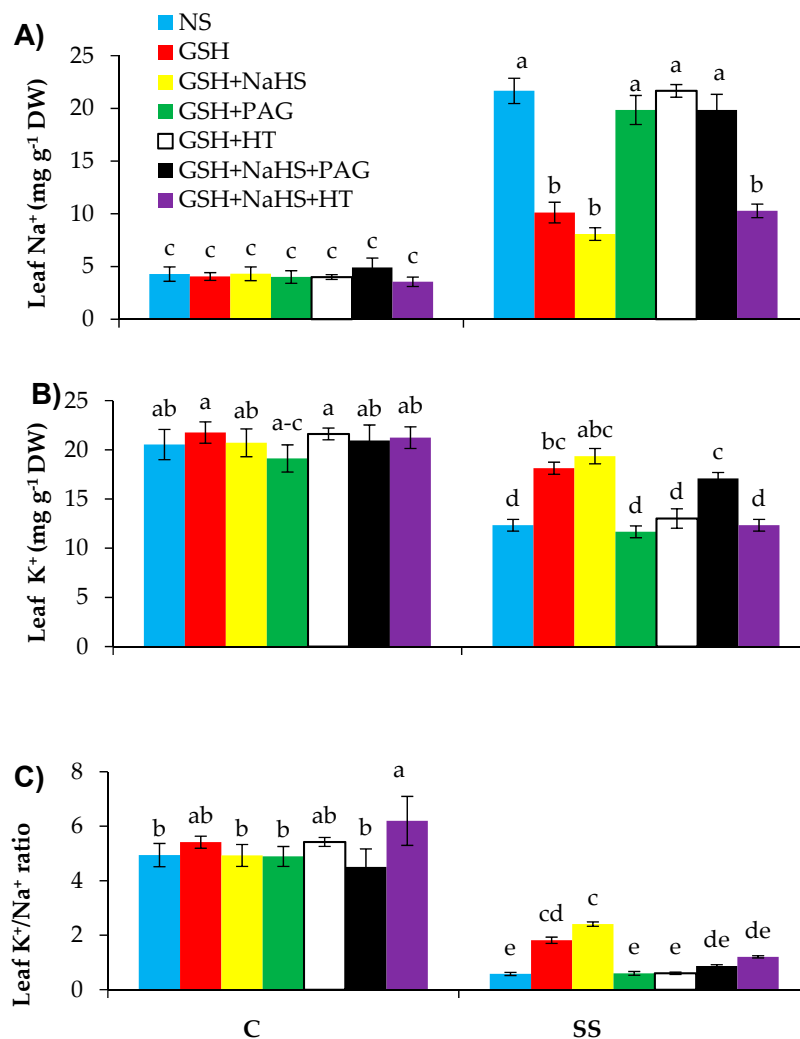 A)
NS
GSH
GSH+NaHS
GSH+PAG
GSH+HT
GSH+NaHS+PAG
GSH+NaHS+HT
Leaf Na⁺ (mg g⁻¹ DW)
25
20
15
10
5
0
c c c c c c c
a b b a a a b
B)
Leaf K⁺ (mg g⁻¹ DW)
25
20
15
10
5
0
ab a ab a-c a ab ab
d bc abc d d c d
C)
Leaf K⁺/Na⁺ ratio
8
6
4
2
0
b ab b b ab b a
e cd c e e de de
C SS